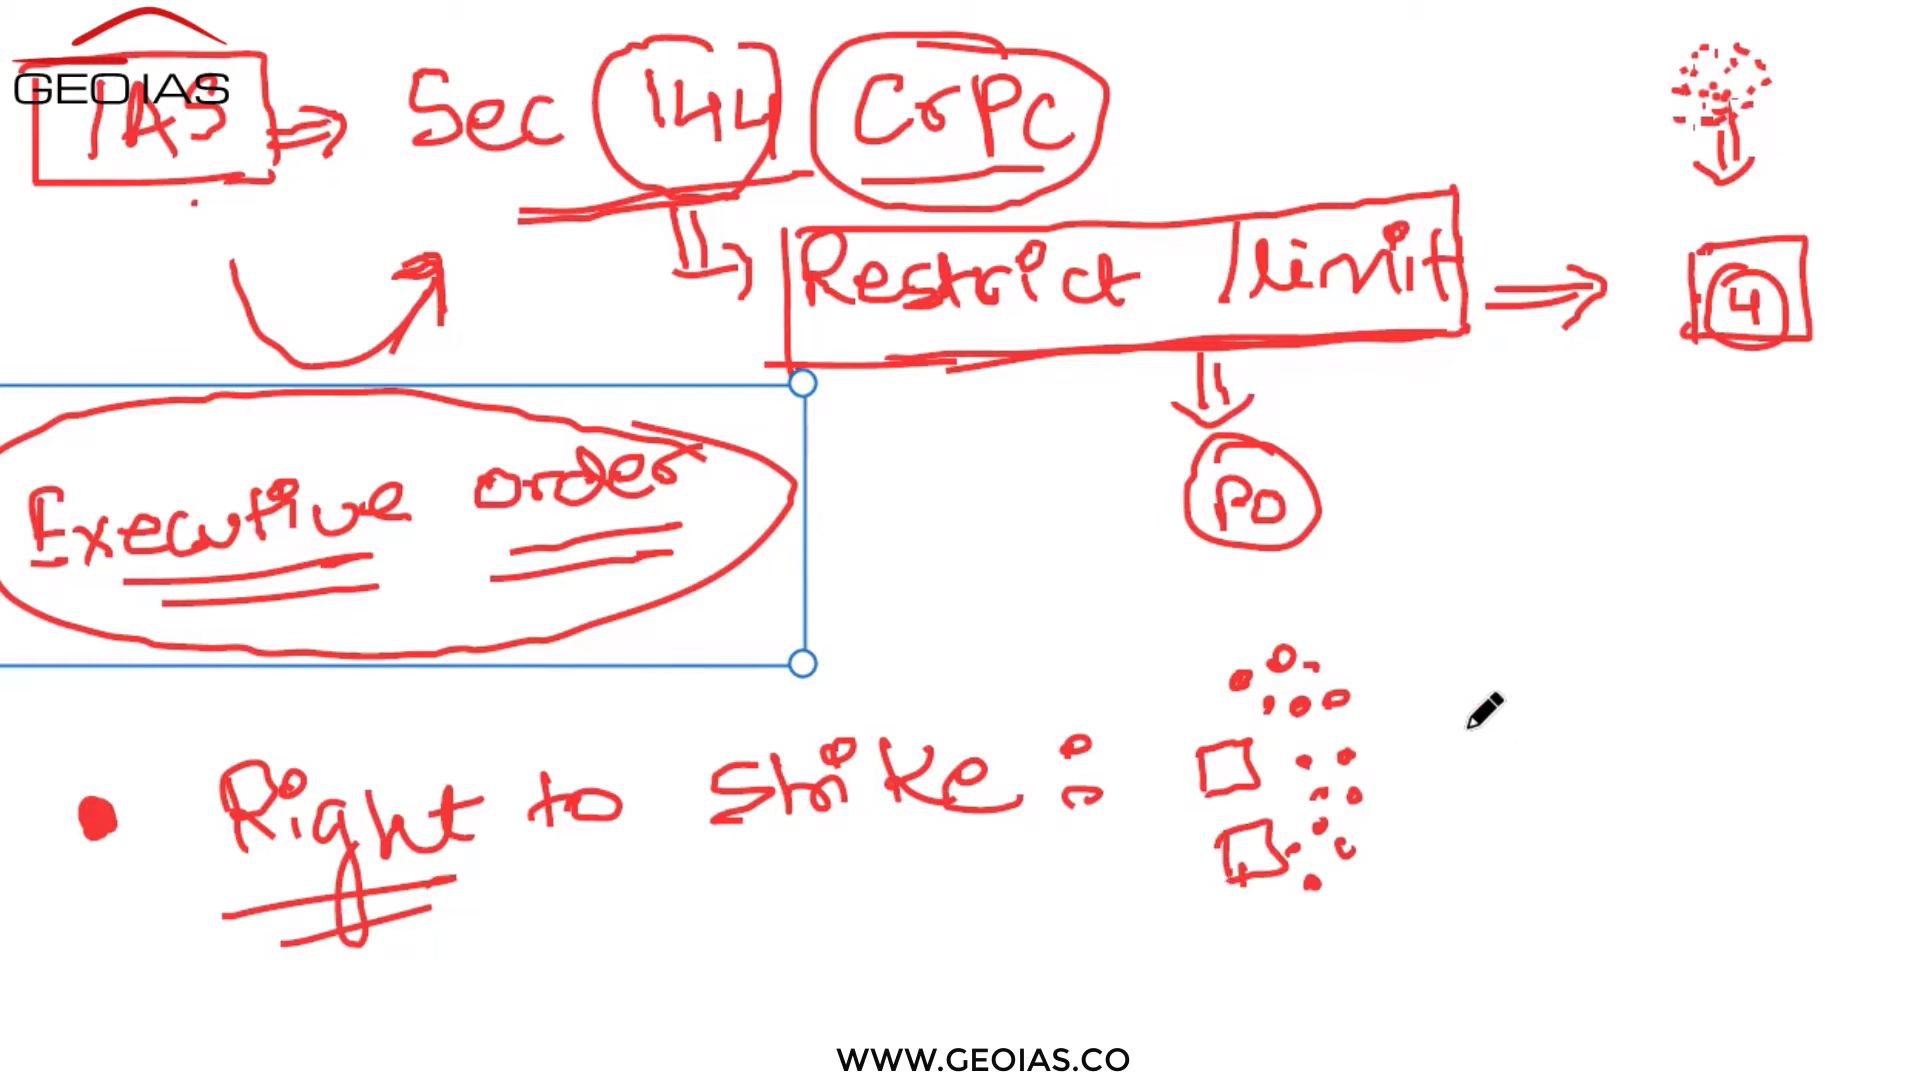 GEOIAS
IAS ⇒ Sec 144 CrPC
Restrict / limit ⇒ 4
Executive order
PO
• Right to Strike :
WWW.GEOIAS.CO